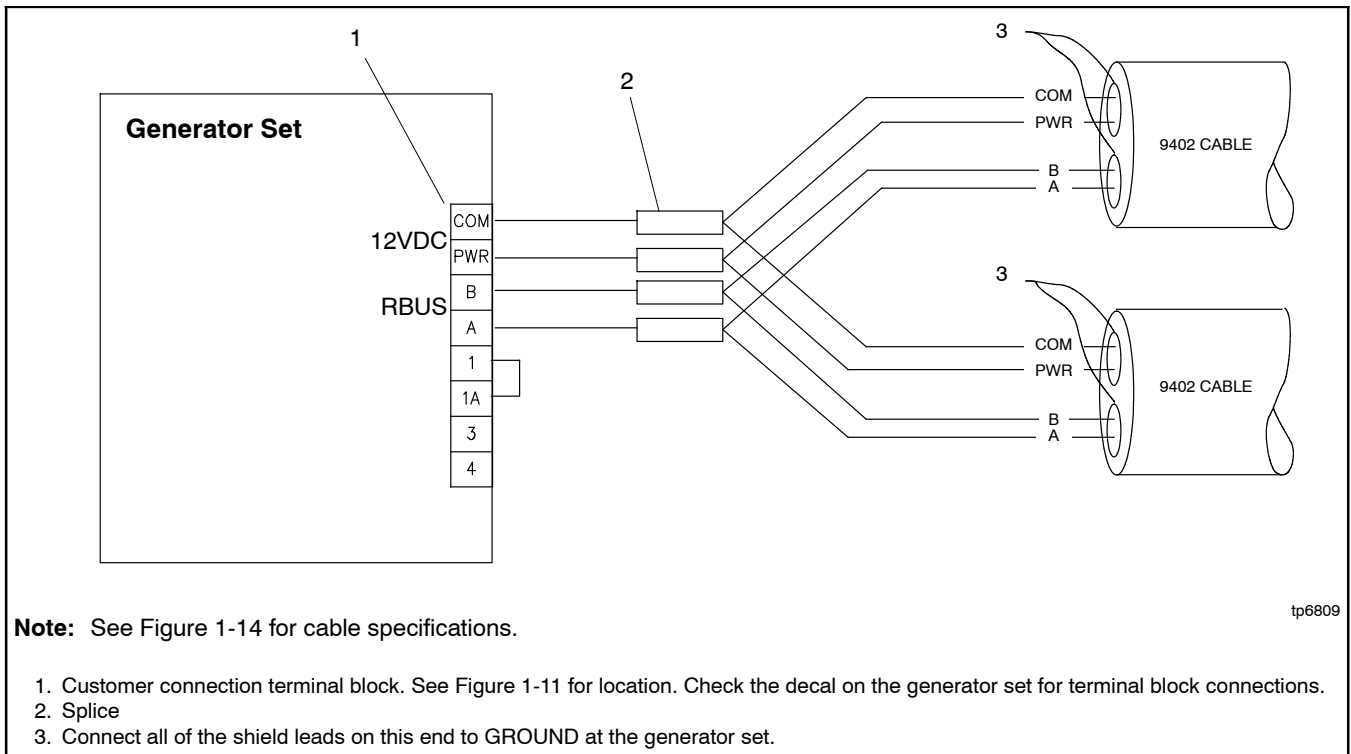 1
2
3
Generator Set
COM
PWR
B
A
9402 CABLE
12VDC
COM
PWR
RBUS
B
A
1
1A
3
4
3
COM
PWR
B
A
9402 CABLE
tp6809
Note: See Figure 1-14 for cable specifications.
1. Customer connection terminal block. See Figure 1-11 for location. Check the decal on the generator set for terminal block connections.
2. Splice
3. Connect all of the shield leads on this end to GROUND at the generator set.